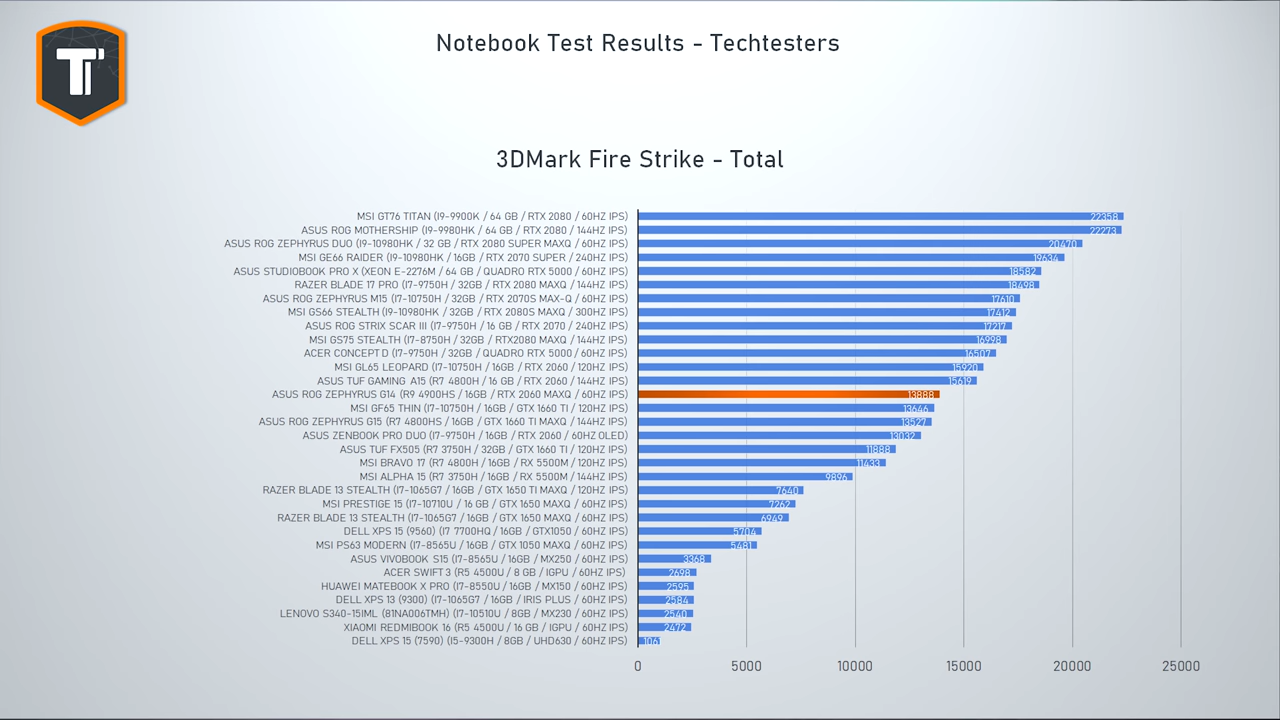 Notebook Test Results - Techtesters
3DMark Fire Strike - Total
MSI GT76 TITAN (I9-9900K / 64 GB / RTX 2080 / 60HZ IPS) 22358
ASUS ROG MOTHERSHIP (I9-9980HK / 64 GB / RTX 2080 / 144HZ IPS) 22273
ASUS ROG ZEPHYRUS DUO (I9-10980HK / 32 GB / RTX 2080 SUPER MAXQ / 60HZ IPS) 20470
MSI GE66 RAIDER (I9-10980HK / 16GB / RTX 2070 SUPER / 240HZ IPS) 19634
ASUS STUDIOBOOK PRO X (XEON E-2276M / 64 GB / QUADRO RTX 5000 / 60HZ IPS) 18582
RAZER BLADE 17 PRO (I7-9750H / 32GB / RTX 2080 MAXQ / 144HZ IPS) 18498
ASUS ROG ZEPHYRUS M15 (I7-10750H / 32GB / RTX 2070S MAX-Q / 60HZ IPS) 17610
MSI GS66 STEALTH (I9-10980HK / 32GB / RTX 2080S MAXQ / 300HZ IPS) 17412
ASUS ROG STRIX SCAR III (I7-9750H / 16 GB / RTX 2070 / 240HZ IPS) 17217
MSI GS75 STEALTH (I7-8750H / 32GB / RTX2080 MAXQ / 144HZ IPS) 16998
ACER CONCEPT D (I7-9750H / 32GB / QUADRO RTX 5000 / 60HZ IPS) 16507
MSI GL65 LEOPARD (I7-10750H / 16GB / RTX 2060 / 120HZ IPS) 15920
ASUS TUF GAMING A15 (R7 4800H / 16 GB / RTX 2060 / 144HZ IPS) 15619
ASUS ROG ZEPHYRUS G14 (R9 4900HS / 16GB / RTX 2060 MAXQ / 60HZ IPS) 13888
MSI GF65 THIN (I7-10750H / 16GB / GTX 1660 TI / 120HZ IPS) 13646
ASUS ROG ZEPHYRUS G15 (R7 4800HS / 16GB / GTX 1660 TI MAXQ / 144HZ IPS) 13527
ASUS ZENBOOK PRO DUO (I7-9750H / 16GB / RTX 2060 / 60HZ OLED) 13032
ASUS TUF FX505 (R7 3750H / 32GB / GTX 1660 TI / 120HZ IPS) 11888
MSI BRAVO 17 (R7 4800H / 16GB / RX 5500M / 120HZ IPS) 11433
MSI ALPHA 15 (R7 3750H / 16GB / RX 5500M / 144HZ IPS) 9896
RAZER BLADE 13 STEALTH (I7-1065G7 / 16GB / GTX 1650 TI MAXQ / 120HZ IPS) 7640
MSI PRESTIGE 15 (I7-10710U / 16 GB / GTX 1650 MAXQ / 60HZ IPS) 7262
RAZER BLADE 13 STEALTH (I7-1065G7 / 16GB / GTX 1650 MAXQ / 60HZ IPS) 6949
DELL XPS 15 (9560) (I7 7700HQ / 16GB / GTX1050 / 60HZ IPS) 5704
MSI PS63 MODERN (I7-8565U / 16GB / GTX 1050 MAXQ / 60HZ IPS) 5481
ASUS VIVOBOOK S15 (I7-8565U / 16GB / MX250 / 60HZ IPS) 3368
ACER SWIFT 3 (R5 4500U / 8 GB / IGPU / 60HZ IPS) 2698
HUAWEI MATEBOOK X PRO (I7-8550U / 16GB / MX150 / 60HZ IPS) 2595
DELL XPS 13 (9300) (I7-1065G7 / 16GB / IRIS PLUS / 60HZ IPS) 2584
LENOVO S340-15IML (81NA006TMH) (I7-10510U / 8GB / MX230 / 60HZ IPS) 2540
XIAOMI REDMIBOOK 16 (R5 4500U / 16 GB / IGPU / 60HZ IPS) 2472
DELL XPS 15 (7590) (I5-9300H / 8GB / UHD630 / 60HZ IPS)
0 5000 10000 15000 20000 25000